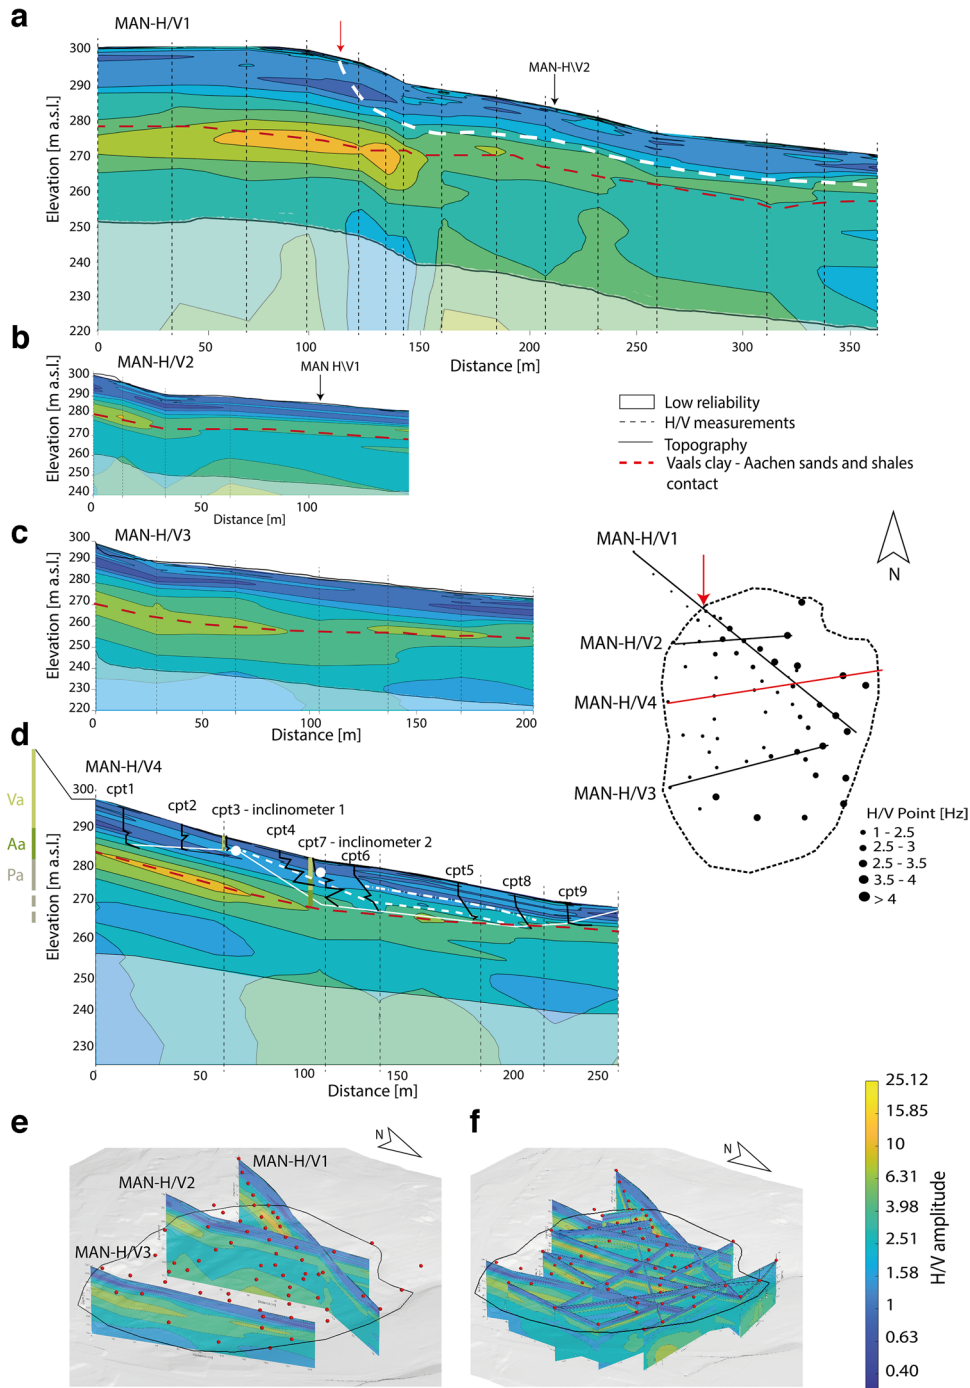 a
MAN-H/V1
Elevation [m a.s.l.]
300
290
280
270
260
250
240
230
220
MAN-H\V2
0
50
100
150
200
250
300
350
Distance [m]
b
MAN-H/V2
MAN H\V1
Elevation [m a.s.l.]
300
290
280
270
260
250
240
0
50
100
Distance [m]
Low reliability
H/V measurements
Topography
Vaals clay - Aachen sands and shales
contact
c
MAN-H/V3
Elevation [m a.s.l.]
300
290
280
270
260
250
240
230
220
0
50
100
150
200
Distance [m]
MAN-H/V1
MAN-H/V2
MAN-H/V4
MAN-H/V3
N
H/V Point [Hz]
1 - 2.5
2.5 - 3
2.5 - 3.5
3.5 - 4
> 4
d
MAN-H/V4
Va
Aa
Pa
Elevation [m a.s.l.]
300
290
280
270
260
250
240
230
cpt1
cpt2
cpt3 - inclinometer 1
cpt4
cpt7 - inclinometer 2
cpt6
cpt5
cpt8
cpt9
0
50
100
150
200
250
Distance [m]
e
N
MAN-H/V1
MAN-H/V2
MAN-H/V3
f
N
25.12
15.85
10
6.31
3.98
2.51
1.58
1
0.63
0.40
H/V amplitude